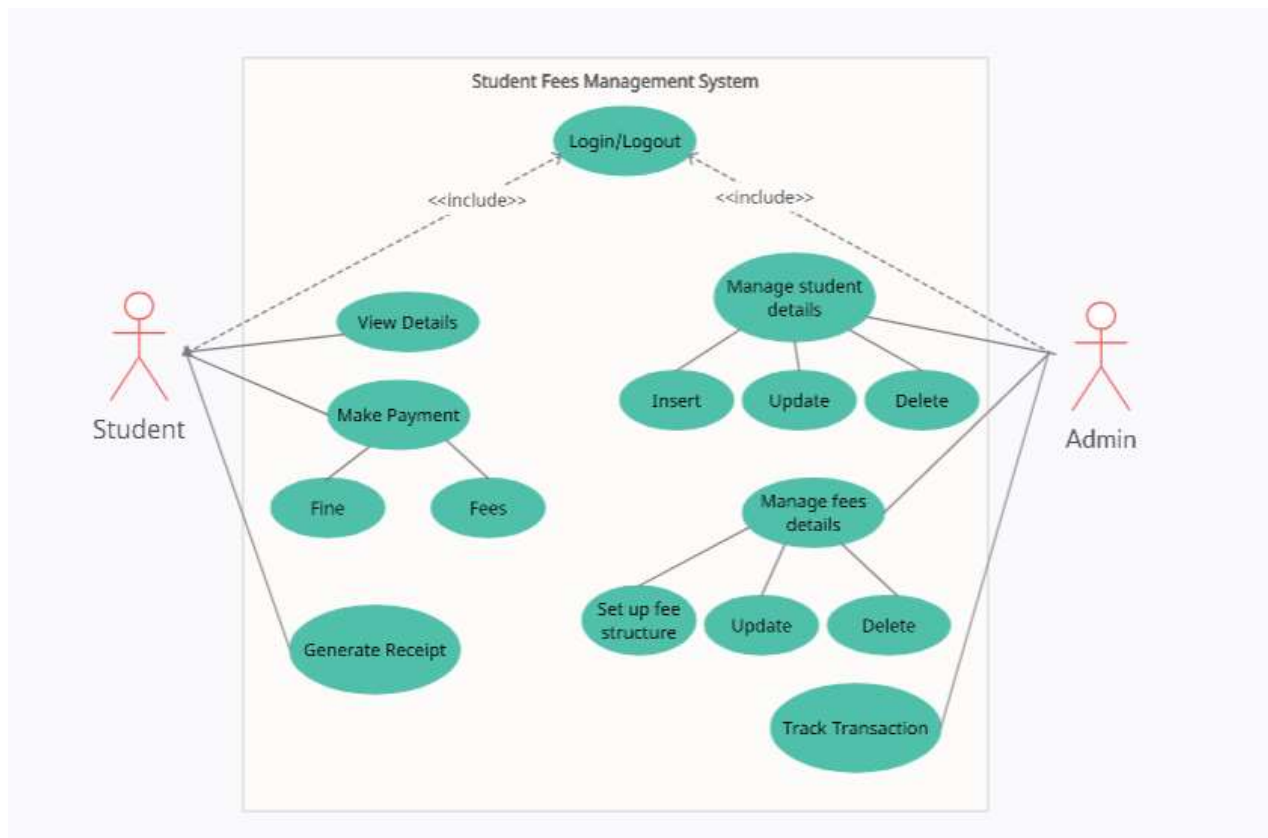 Student Fees Management System
Login/Logout
<<include>>
<<include>>
Manage student
details
View Details
Insert
Update
Delete
Make Payment
Student
Admin
Fine
Fees
Manage fees
details
Set up fee
structure
Update
Delete
Generate Receipt
Track Transaction